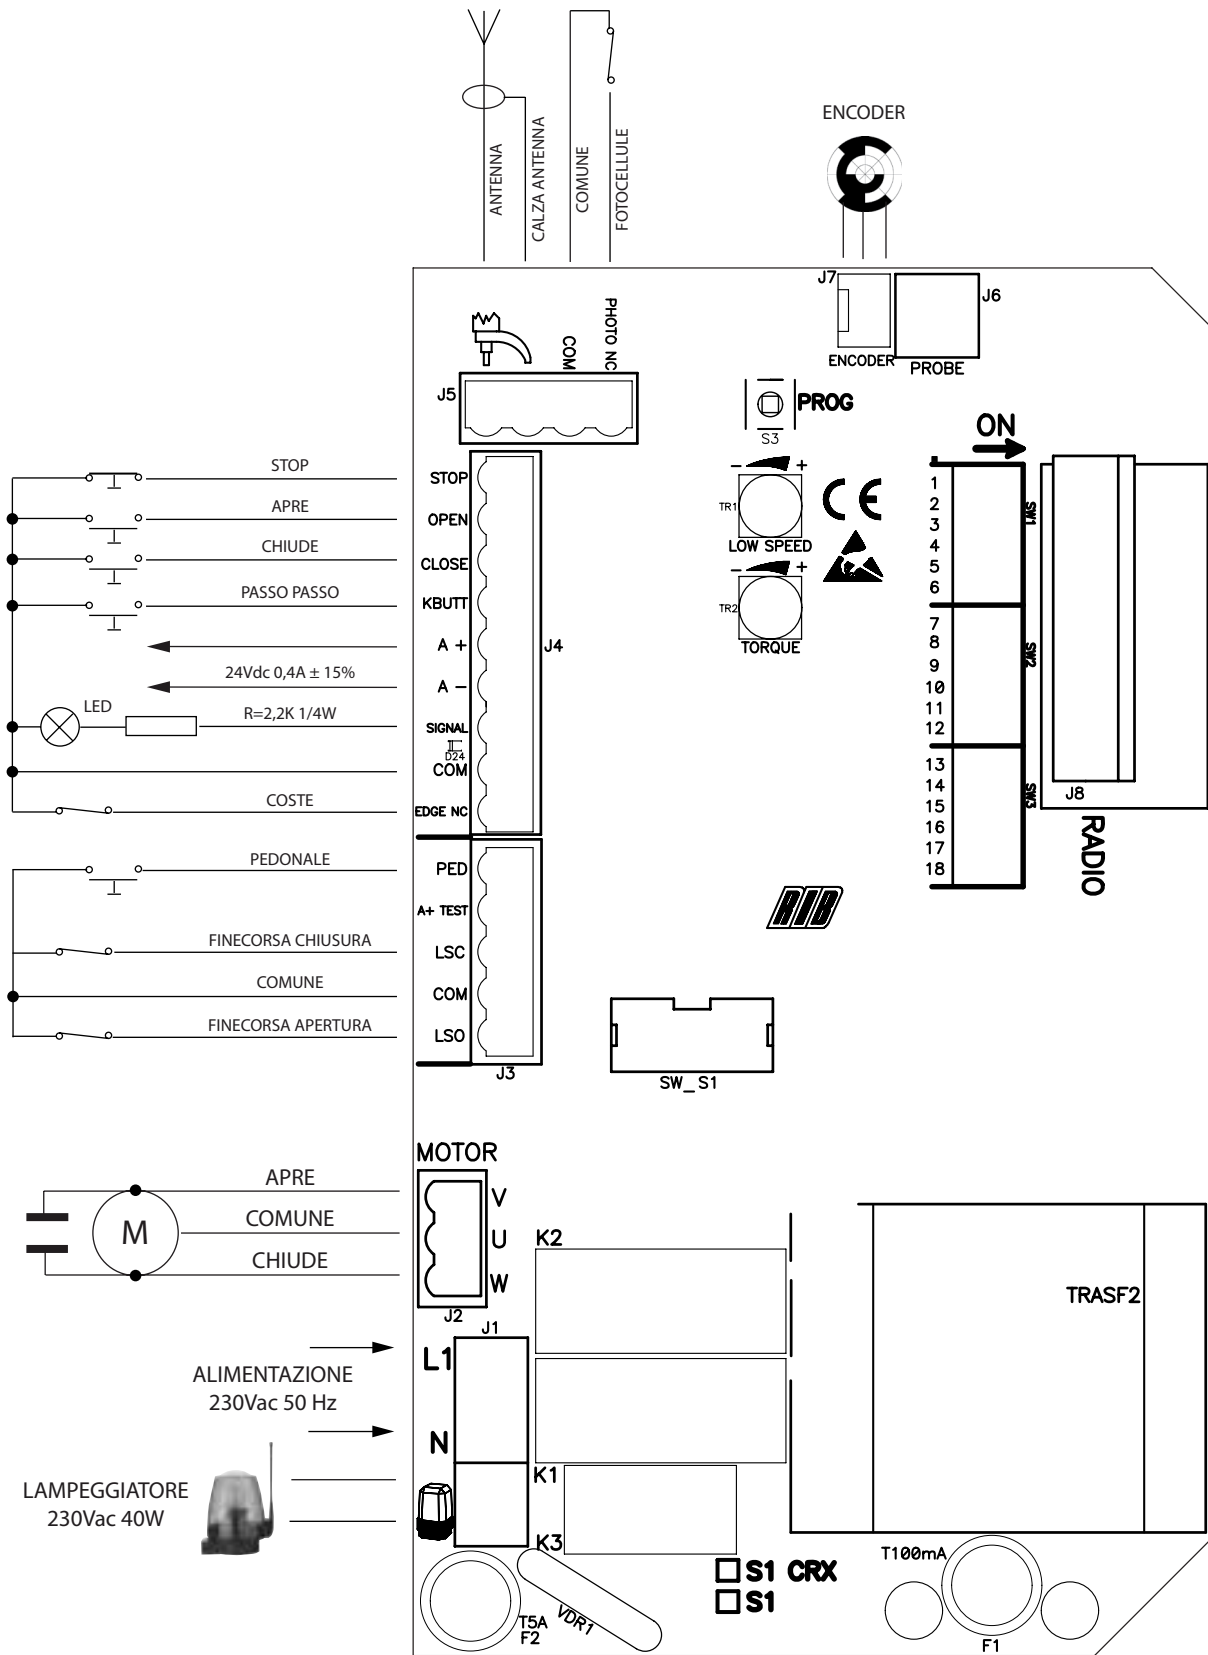 ANTENNA
CALZA ANTENNA
COMUNE
FOTOCELLULE
ENCODER
J7
J6
ENCODER
PROBE
COM
PHOTO NC
J5
PROG
S3
ON
STOP
STOP
APRE
OPEN
CHIUDE
CLOSE
PASSO PASSO
KBUTT
A +
24Vdc 0,4A ± 15%
A -
LED
R=2,2K 1/4W
SIGNAL
D24
COM
COSTE
EDGE NC
J4
- +
TR1
LOW SPEED
- +
TR2
TORQUE
CE
1
2
3
4
5
6
SW1
7
8
9
10
11
12
SW2
13
14
15
16
17
18
SW3
J8
RADIO
PEDONALE
PED
A+ TEST
FINECORSA CHIUSURA
LSC
COMUNE
COM
FINECORSA APERTURA
LSO
J3
RIB
SW_S1
MOTOR
APRE
V
COMUNE
U
CHIUDE
W
M
J2
K2
TRASF2
J1
L1
ALIMENTAZIONE
230Vac 50 Hz
N
LAMPEGGIATORE
230Vac 40W
K1
K3
S1 CRX
S1
T5A
F2
VDR1
T100mA
F1